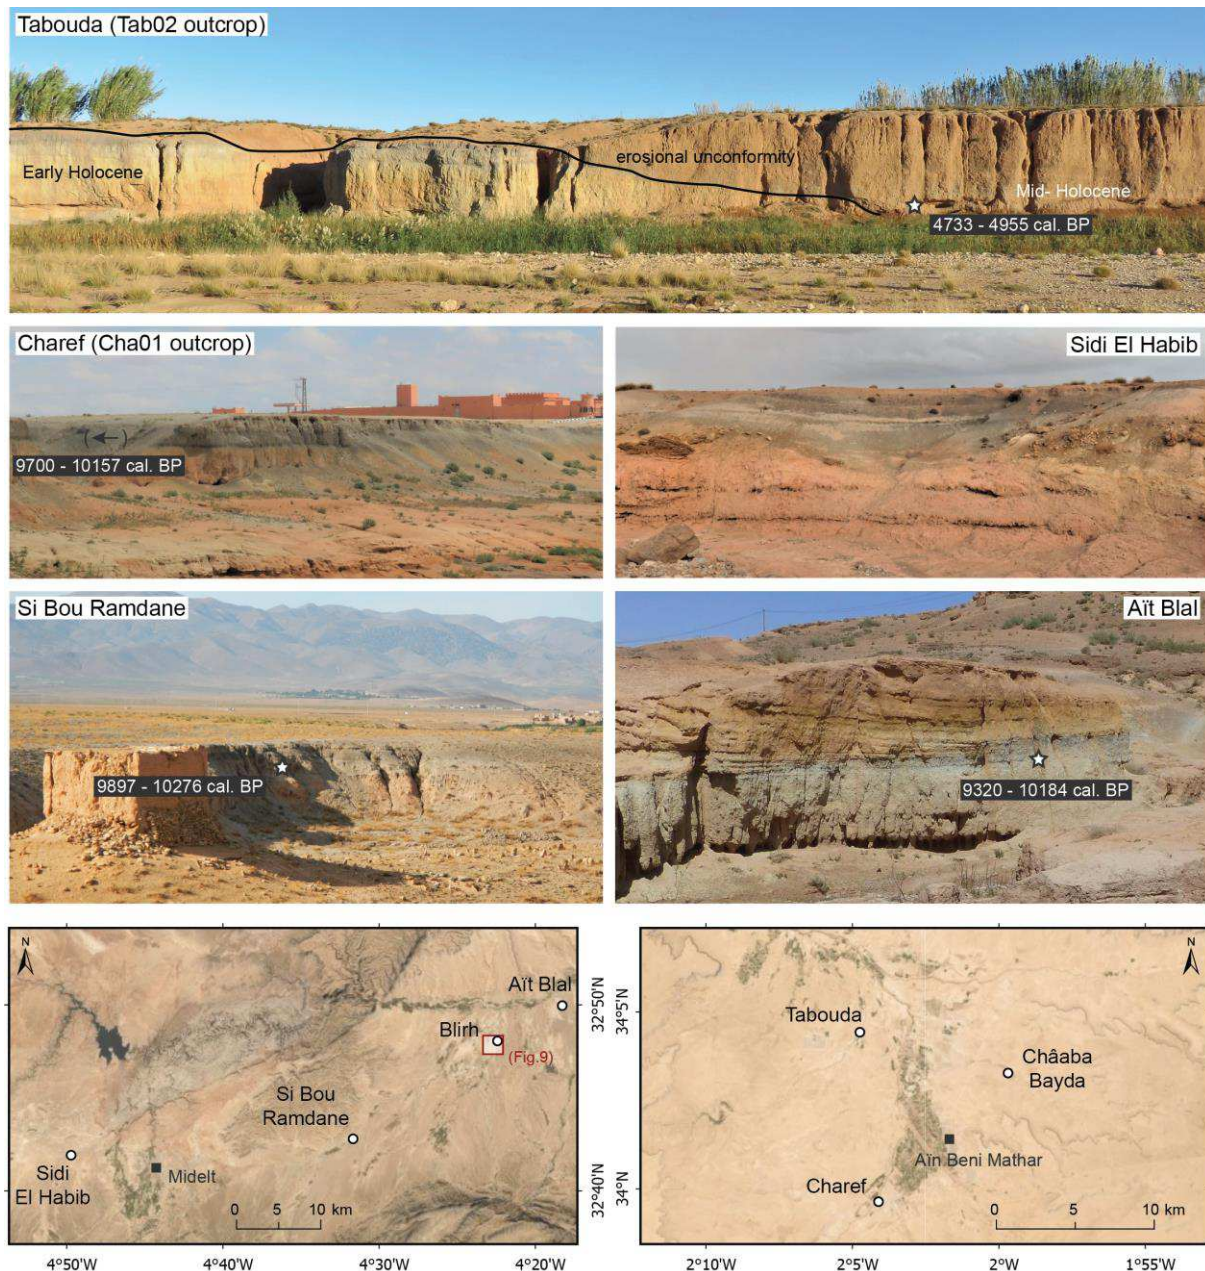 Tabouda (Tab02 outcrop)
Early Holocene
erosional unconformity
Mid- Holocene
4733 - 4955 cal. BP
Charef (Cha01 outcrop)
9700 - 10157 cal. BP
Sidi El Habib
Si Bou Ramdane
9897 - 10276 cal. BP
Aït Blal
9320 - 10184 cal. BP
N
Aït Blal
Blirh
(Fig.9)
Si Bou
Ramdane
Sidi
El Habib
Midelt
0 5 10 km
32°50'N
32°40'N
4°50'W 4°40'W 4°30'W 4°20'W
N
Tabouda
Châaba
Bayda
Aïn Beni Mathar
Charef
0 5 10 km
34°5'N
34°N
2°10'W 2°5'W 2°W 1°55'W